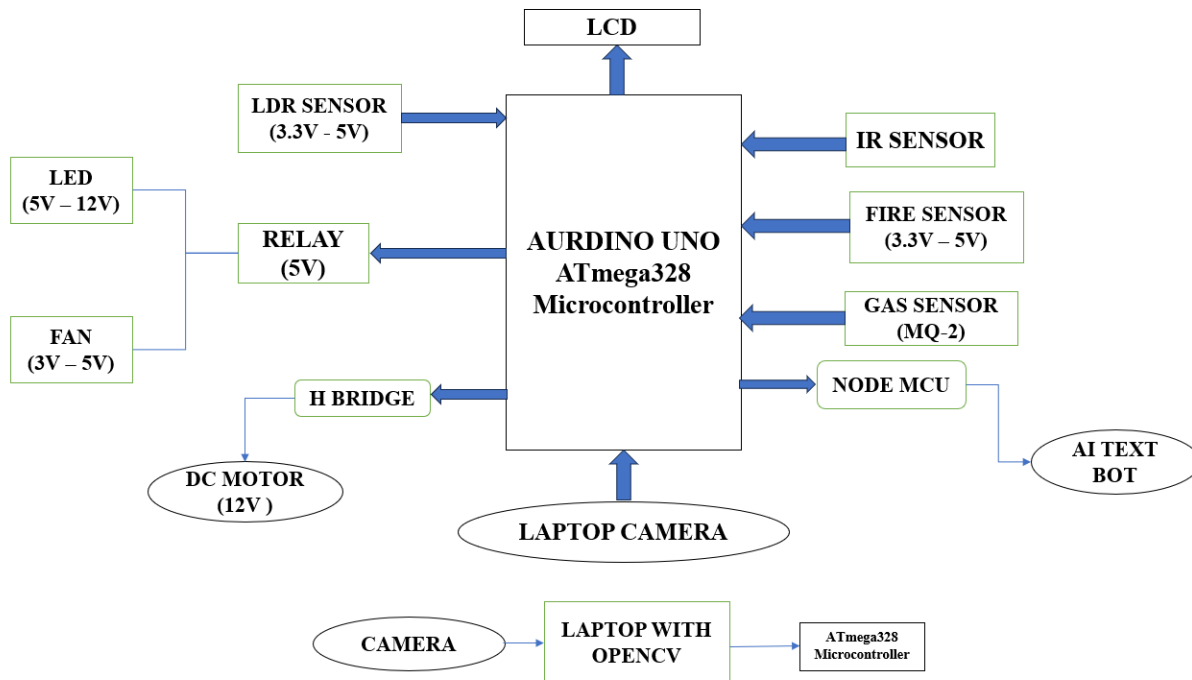 LCD
LDR SENSOR
(3.3V - 5V)
IR SENSOR
LED
(5V – 12V)
FIRE SENSOR
(3.3V – 5V)
RELAY
(5V)
AURDINO UNO
ATmega328
Microcontroller
GAS SENSOR
(MQ-2)
FAN
(3V – 5V)
H BRIDGE
NODE MCU
DC MOTOR
(12V )
AI TEXT
BOT
LAPTOP CAMERA
CAMERA
LAPTOP WITH
OPENCV
ATmega328
Microcontroller